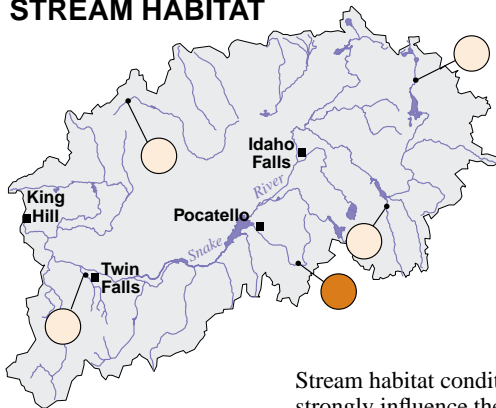 STREAM HABITAT
Idaho
Falls
King
Hill
River
Pocatello
Snake
Twin
Falls
Stream habitat condit
strongly influence the